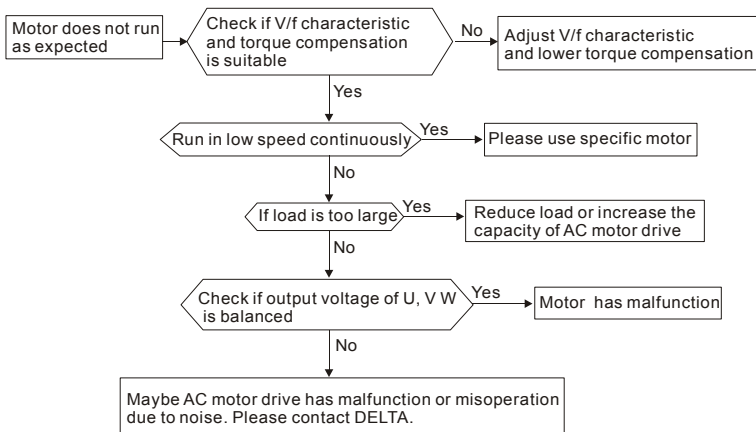 Motor does not run
as expected
Check if V/f characteristic
and torque compensation
is suitable
No
Adjust V/f characteristic
and lower torque compensation
Yes
Run in low speed continuously
Yes
Please use specific motor
No
If load is too large
Yes
Reduce load or increase the
capacity of AC motor drive
No
Check if output voltage of U, V W
is balanced
Yes
Motor has malfunction
No
Maybe AC motor drive has malfunction or misoperation
due to noise. Please contact DELTA.